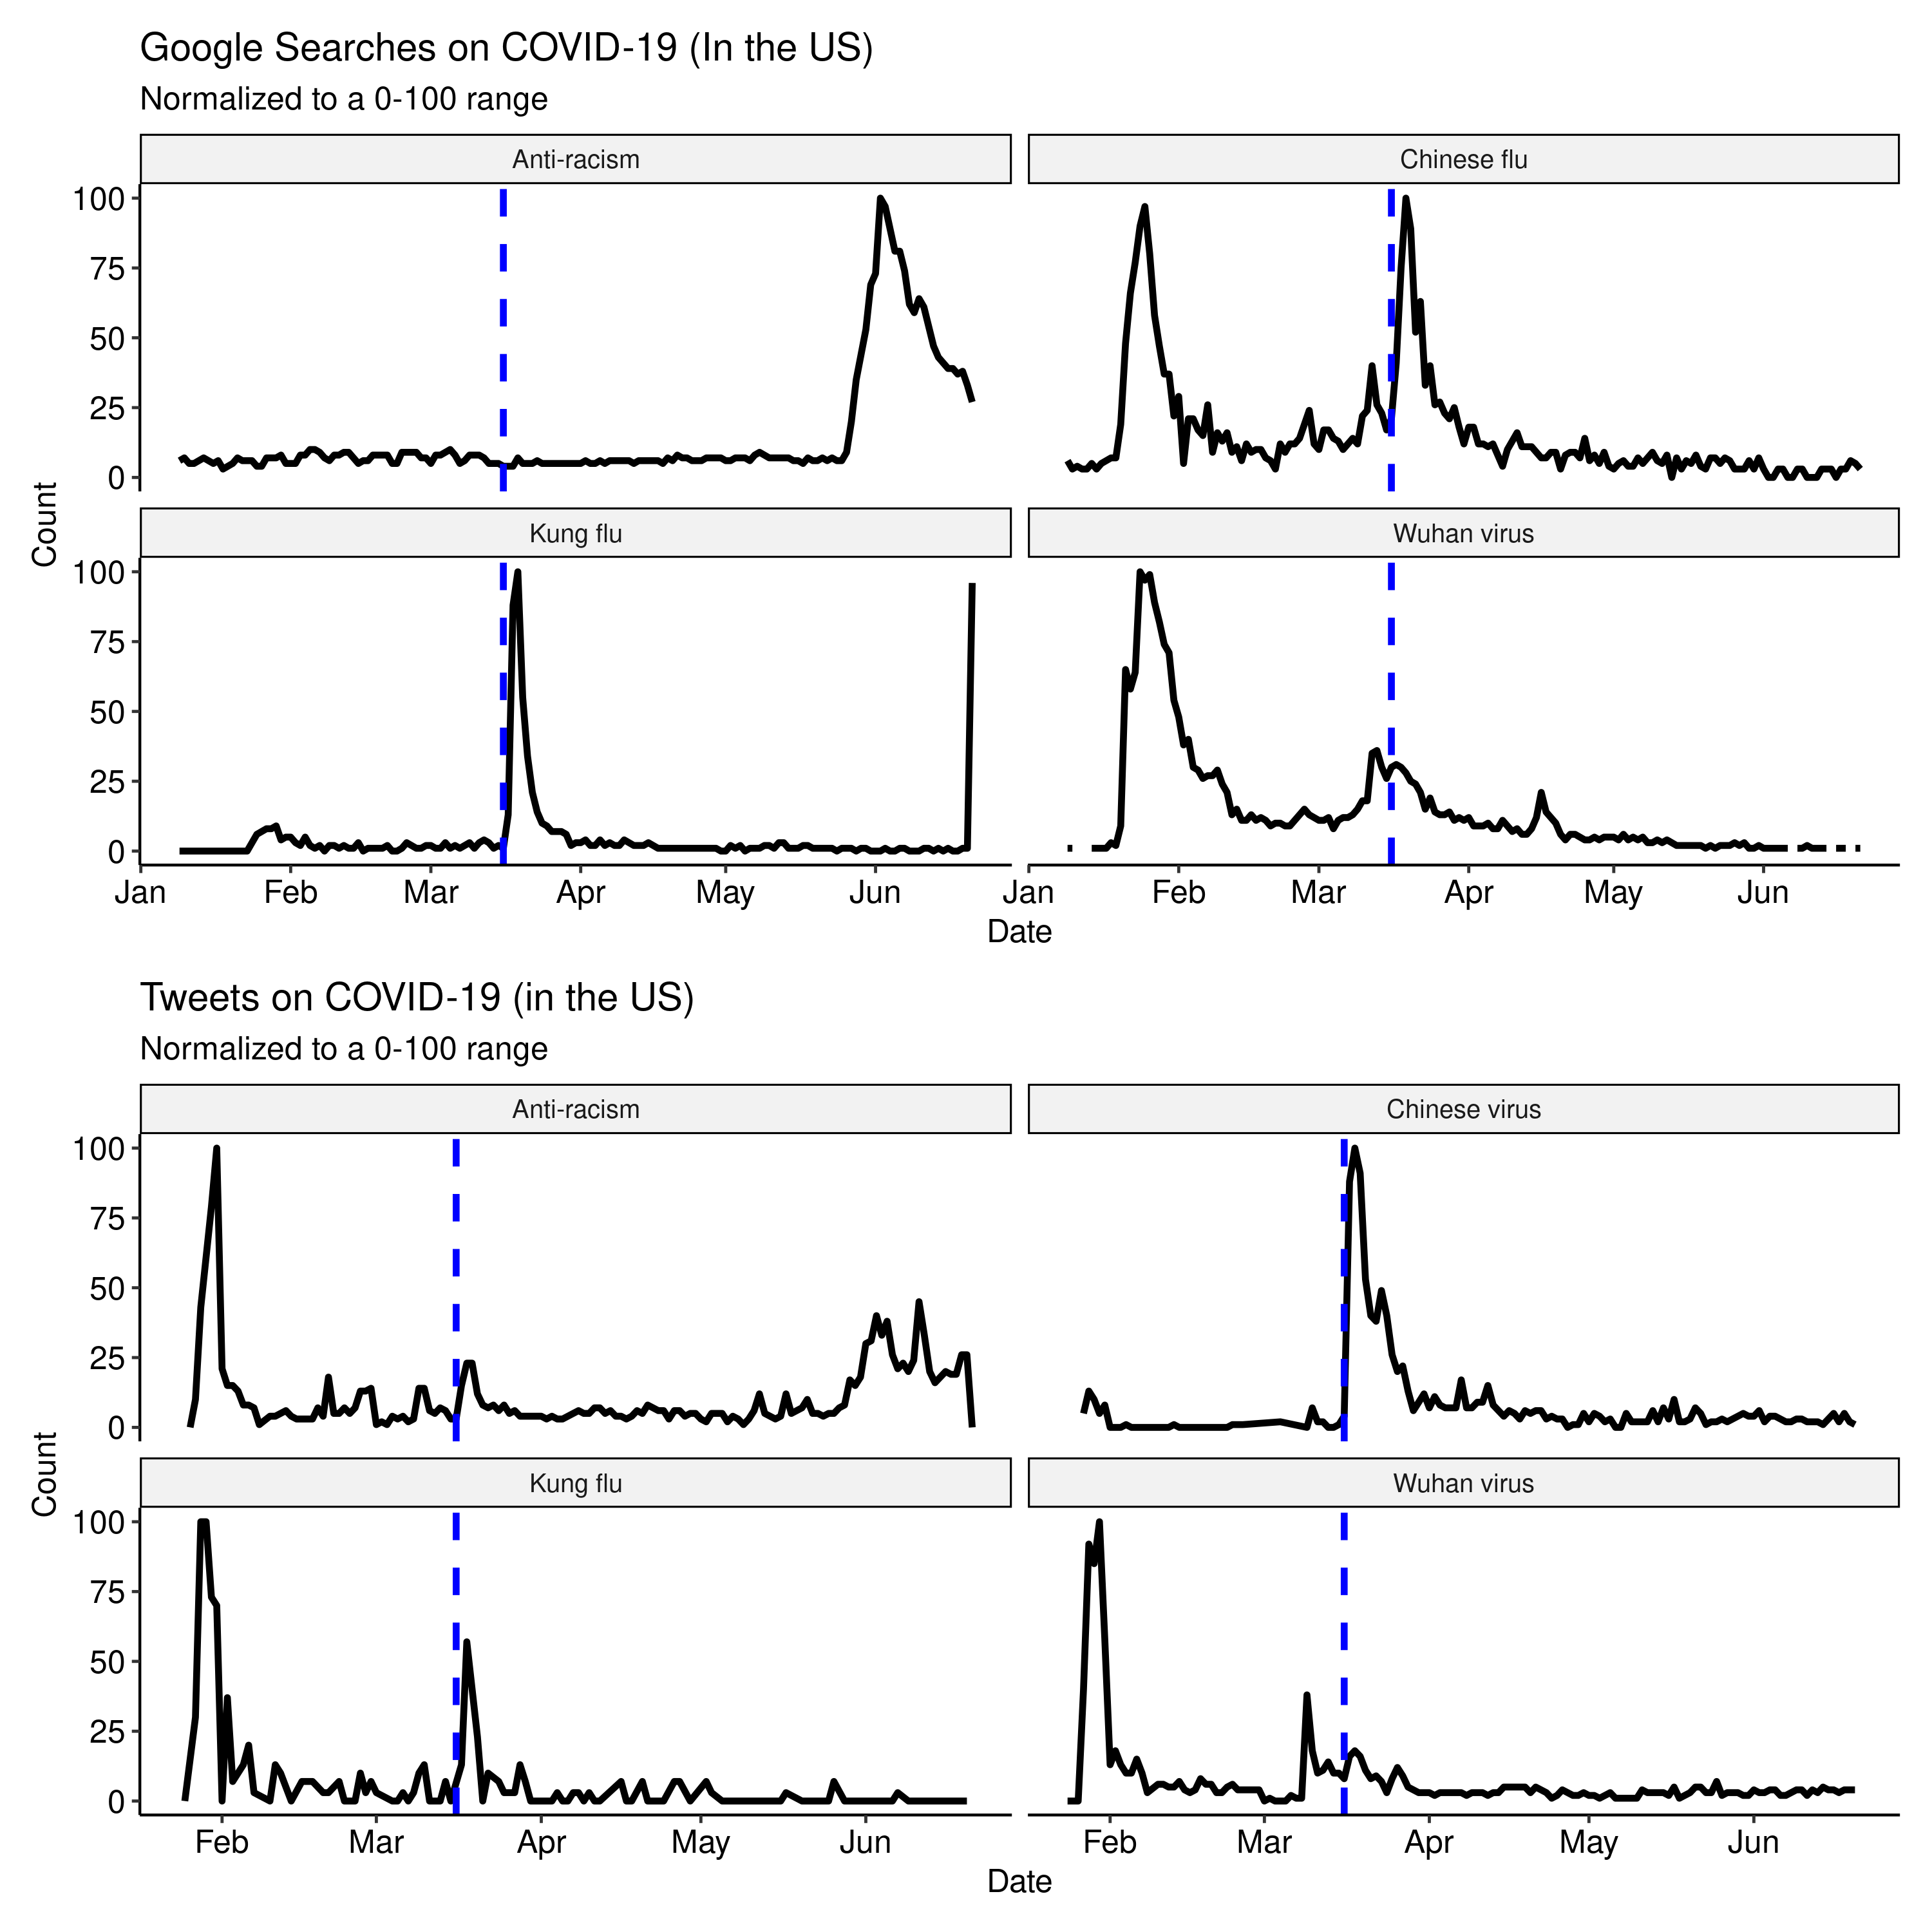 Google Searches on COVID-19 (In the US)
Normalized to a 0-100 range
Anti-racism
Chinese flu
100
75
50
25
0
Count
Kung flu
Wuhan virus
100
75
50
25
0
Jan Feb Mar Apr May Jun
Jan Feb Mar Apr May Jun
Date
Tweets on COVID-19 (in the US)
Normalized to a 0-100 range
Anti-racism
Chinese virus
100
75
50
25
0
Count
Kung flu
Wuhan virus
100
75
50
25
0
Feb Mar Apr May Jun
Feb Mar Apr May Jun
Date